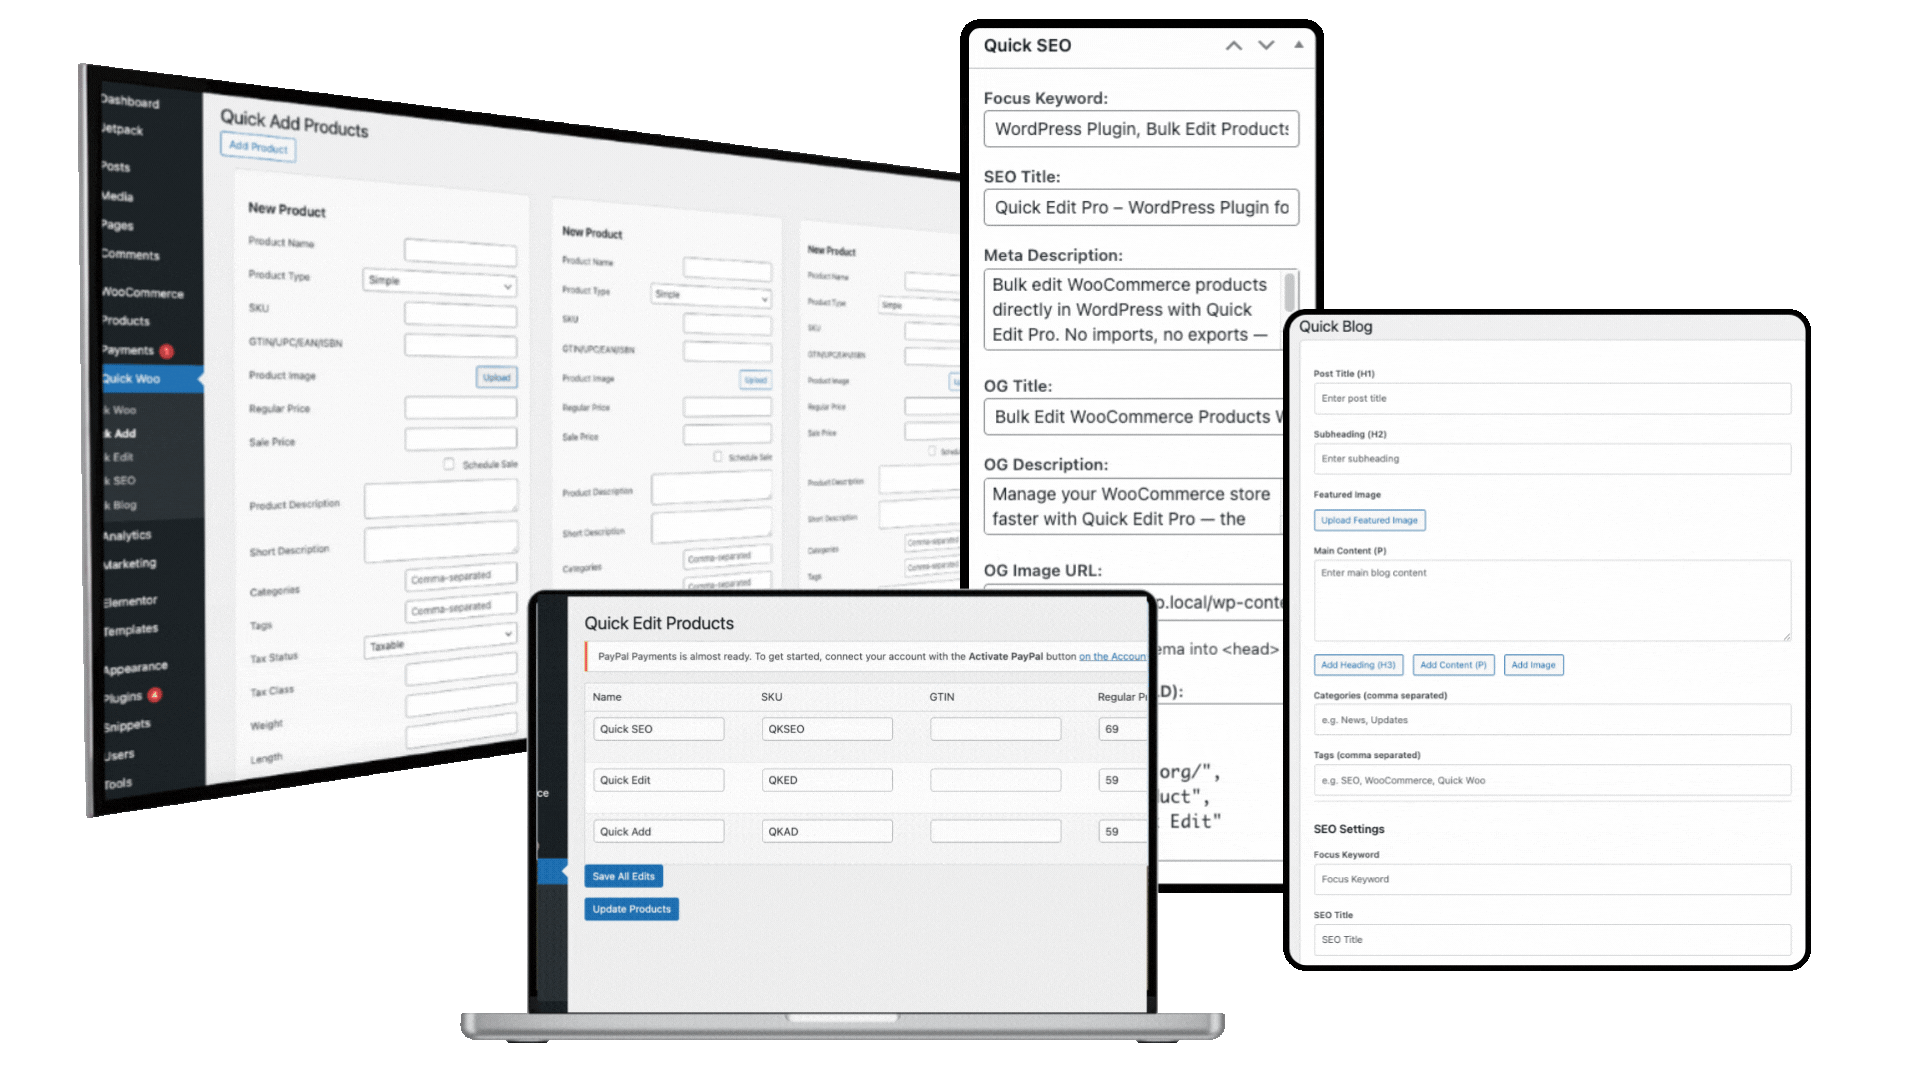 Dashboard
Jetpack
Posts
Media
Pages
Comments
WooCommerce
Products
Payments 1
Quick Woo
k Woo
k Add
k Edit
k SEO
k Blog
Analytics
Marketing
Elementor
Templates
Appearance
Plugins 4
Snippets
Users
Tools
Quick Add Products
Add Product
New Product
Product Name
Product Type Simple
SKU
GTIN/UPC/EAN/ISBN
Product Image Upload
Regular Price
Sale Price
Schedule Sale
Product Description
Short Description
Categories Comma-separated
Tags Comma-separated
Tax Status Taxable
Tax Class
Weight
Length
New Product
Product Name
Product Type Simple
SKU
GTIN/UPC/EAN/ISBN
Product Image Upload
Regular Price
Sale Price
Schedule Sale
Product Description
Short Description
Categories Comma-separated
Comma-separated
New Product
Product Name
Product Type Simple
SKU
GTIN/UPC/EAN/ISBN
Product Image
Regular Price
Sale Price
Product Description
Short Description
Categories Comma-separated
Tags Comma-separated
Quick SEO
Focus Keyword:
WordPress Plugin, Bulk Edit Products
SEO Title:
Quick Edit Pro – WordPress Plugin fo
Meta Description:
Bulk edit WooCommerce products
directly in WordPress with Quick
Edit Pro. No imports, no exports —
OG Title:
Bulk Edit WooCommerce Products W
OG Description:
Manage your WooCommerce store
faster with Quick Edit Pro — the
OG Image URL:
p.local/wp-conte
ema into <head>
.D):
org/",
uct",
Edit"
Quick Edit Products
PayPal Payments is almost ready. To get started, connect your account with the Activate PayPal button on the Accoun
Name SKU GTIN Regular Pr
Quick SEO QKSEO 69
Quick Edit QKED 59
Quick Add QKAD 59
Save All Edits
Update Products
ce
Quick Blog
Post Title (H1)
Enter post title
Subheading (H2)
Enter subheading
Featured Image
Upload Featured Image
Main Content (P)
Enter main blog content
Add Heading (H3) Add Content (P) Add Image
Categories (comma separated)
e.g. News, Updates
Tags (comma separated)
e.g. SEO, WooCommerce, Quick Woo
SEO Settings
Focus Keyword
Focus Keyword
SEO Title
SEO Title